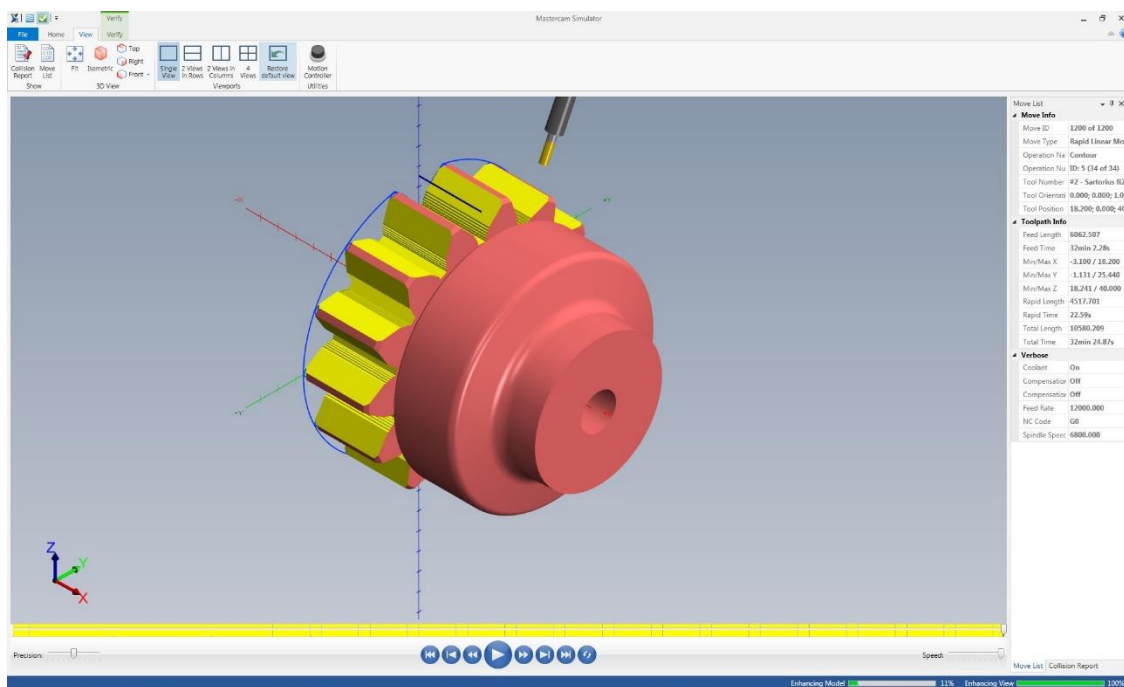 Verify
Mastercam Simulator
File Home View Verify
Collision Report
Move List
Fit
Isometric
Top
Right
Front
Single View
2 Views in Rows
2 Views in Columns
4 Views
Restore default view
Motion Controller
Show 3D View Viewports Utilities
Move List
Move Info
Move ID 1200 of 1200
Move Type Rapid Linear Mo
Operation Na Contour
Operation Nu ID: 5 (34 of 34)
Tool Number #2 - Sartorius fi2
Tool Orientati 0.000; 0.000; 1.0
Tool Position 18.200; 0.000; 40
Toolpath Info
Feed Length 6062.507
Feed Time 32min 2.28s
Min/Max X -3.100 / 18.200
Min/Max Y -1.131 / 25.440
Min/Max Z 18.241 / 40.000
Rapid Length 4517.701
Rapid Time 22.59s
Total Length 10580.209
Total Time 32min 24.87s
Verbose
Coolant On
Compensation Off
Compensation Off
Feed Rate 12000.000
NC Code G0
Spindle Speec 6800.000
-X
+Y
-Y
Z
Y
X
Precision:
Speed:
Move List Collision Report
Enhancing Model 11% Enhancing View 100%